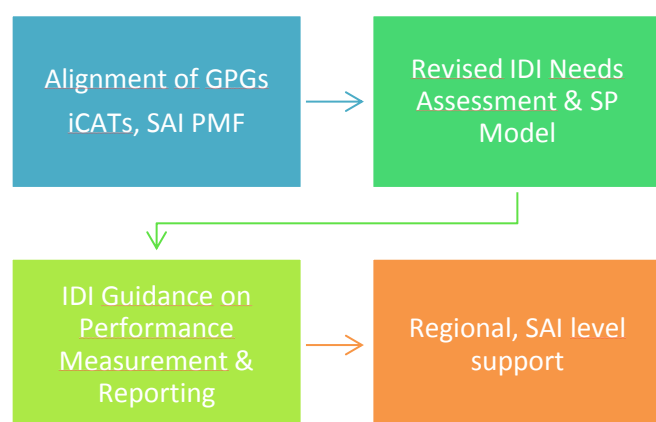 Alignment of GPGs
iCATs, SAI PMF
Revised IDI Needs
Assessment & SP
Model
IDI Guidance on
Performance
Measurement &
Reporting
Regional, SAI level
support